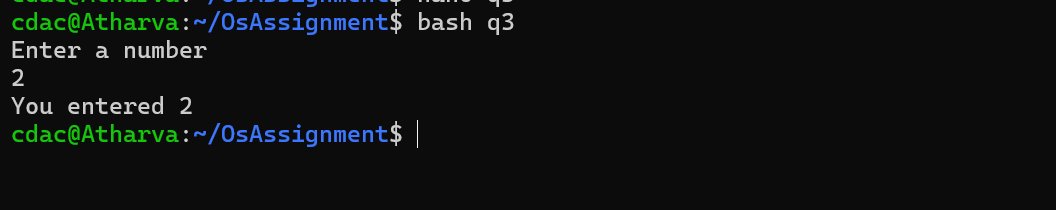 cdac@Atharva:~/OsAssignment$ bash q3
Enter a number
2
You entered 2
cdac@Atharva:~/OsAssignment$